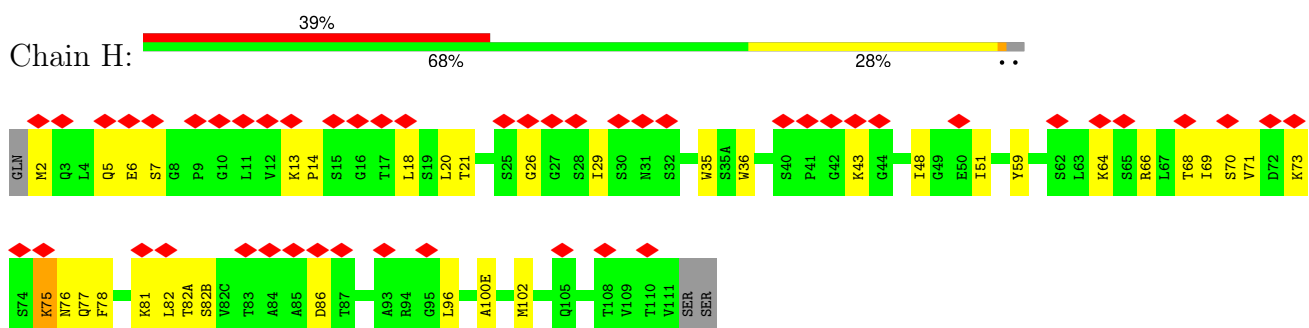 39%
Chain H:
68% 28% • •
GLN M2 Q3 L4 Q5 E6 S7 G8 P9 G10 L11 V12 K13 P14 S15 G16 T17 L18 S19 L20 T21 S25 G26 G27 S28 I29 S30 N31 S32 W35 S35A W36 S40 P41 G42 K43 G44 I48 G49 E50 I51 Y59 S62 L63 K64 S65 R66 L67 T68 I69 S70 V71 D72 K73
S74 K75 N76 Q77 F78 K81 L82 T82A S82B V82C T83 A84 A85 D86 T87 A93 R94 G95 L96 A100E M102 Q105 T108 V109 T110 V111 SER SER